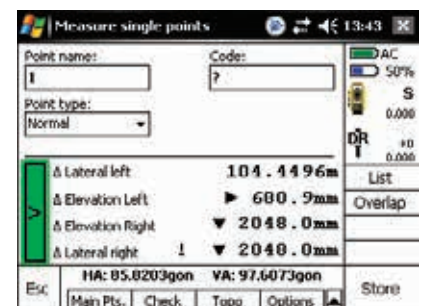 Measure single points 13:43
Point name: Code:
1 ?
Point type:
Normal
AC
50%
S
0.000
DR +0
T 0.000
List
Overlap
Δ Lateral left 104.4496m
Δ Elevation Left ▶ 680.9mm
Δ Elevation Right ▼ 2048.0mm
Δ Lateral right ! ▼ 2048.0mm
>
HA: 85.8203gon VA: 97.6073gon
Esc Main Pts. Check Topo Options Store